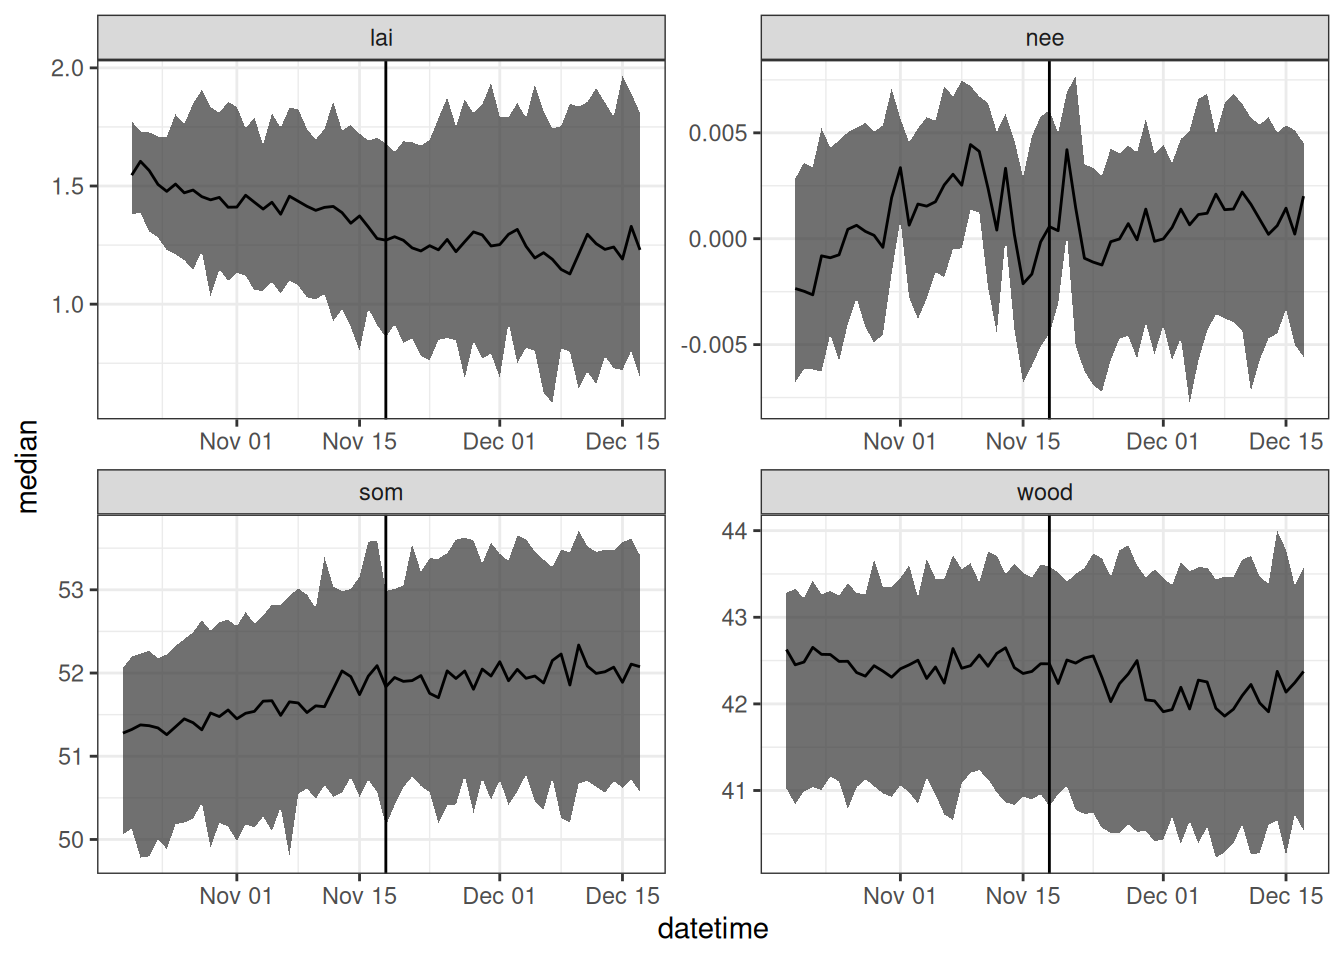 lai
nee
2.0
1.5
1.0
0.005
0.000
-0.005
Nov 01 Nov 15 Dec 01 Dec 15
Nov 01 Nov 15 Dec 01 Dec 15
median
som
wood
53
52
51
50
44
43
42
41
Nov 01 Nov 15 Dec 01 Dec 15
Nov 01 Nov 15 Dec 01 Dec 15
datetime